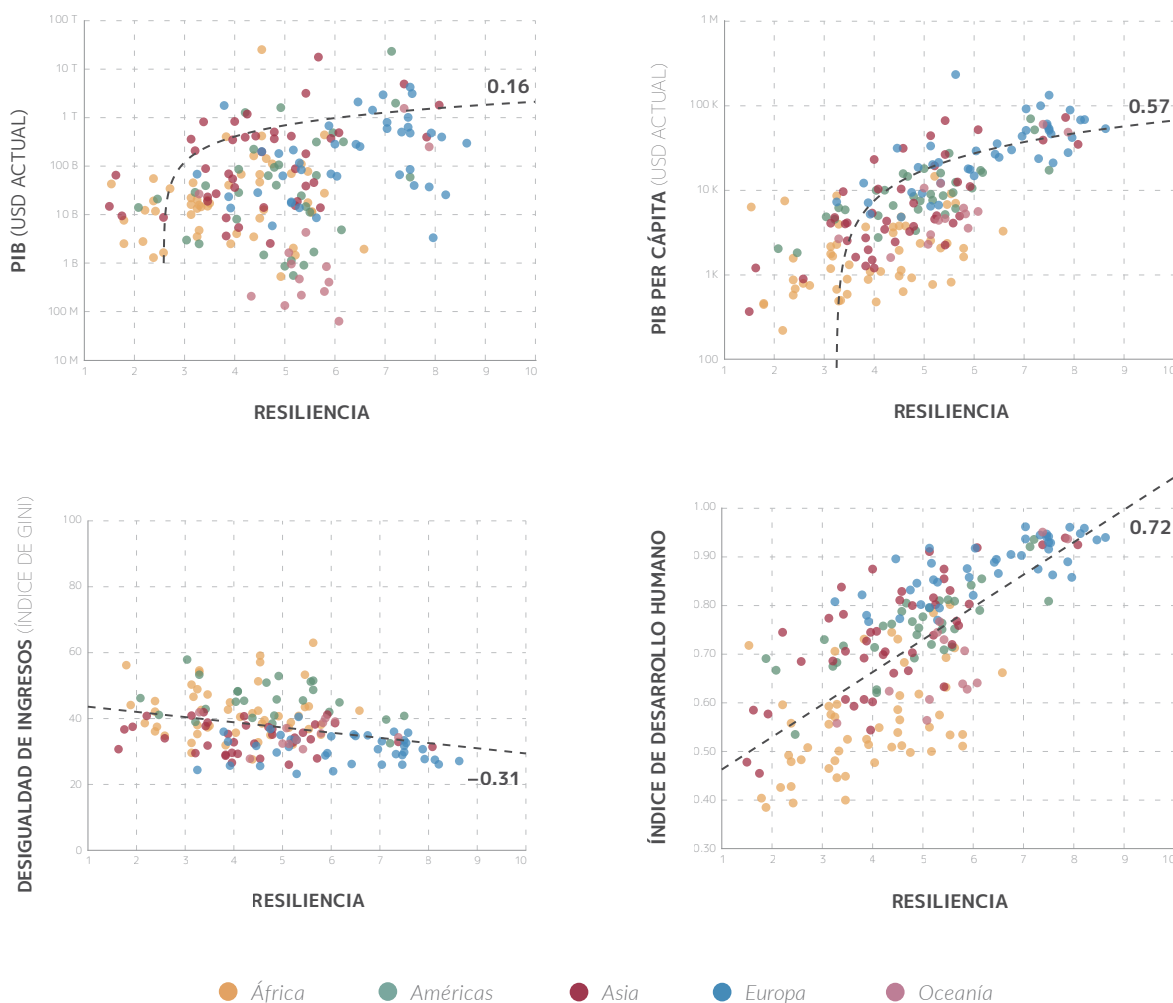 PIB (USD ACTUAL)
100 T
10 T
1 T
100 B
10 B
1 B
100 M
10 M
0.16
1 2 3 4 5 6 7 8 9 10
RESILIENCIA
PIB PER CÁPITA (USD ACTUAL)
1 M
100 K
10 K
1 K
100
0.57
1 2 3 4 5 6 7 8 9 10
RESILIENCIA
DESIGUALDAD DE INGRESOS (ÍNDICE DE GINI)
100
80
60
40
20
0
–0.31
1 2 3 4 5 6 7 8 9 10
RESILIENCIA
ÍNDICE DE DESARROLLO HUMANO
1.00
0.90
0.80
0.70
0.60
0.50
0.40
0.30
0.72
1 2 3 4 5 6 7 8 9 10
RESILIENCIA
África Américas Asia Europa Oceanía